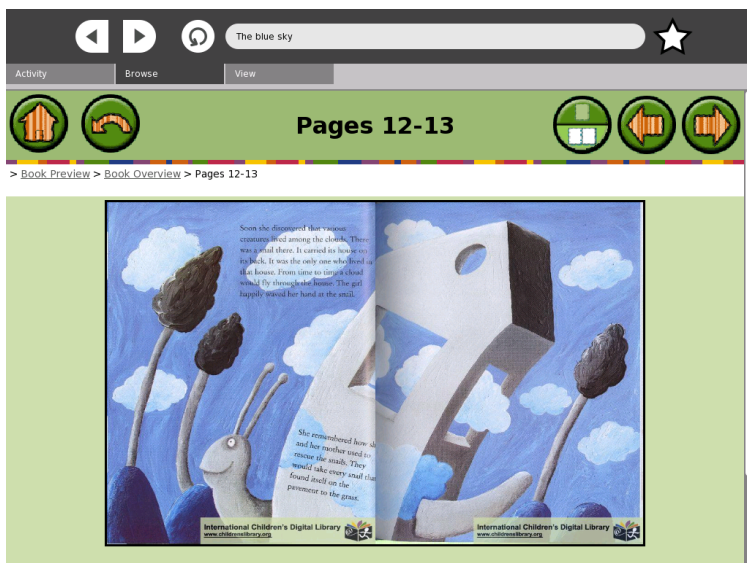 The blue sky
Activity
Browse
View
Pages 12-13
> Book Preview > Book Overview > Pages 12-13
Soon she discovered that various
creatures lived among the clouds. There
was a snail there. It carried its house on
its back. It was the only one who lived in
that house. From time to time a cloud
would fly through the house. The girl
happily waved her hand at the snail.
She remembered how she
and her mother used to
rescue the snails. They
would take every snail that
found itself on the
pavement to the grass.
International Children's Digital Library
www.childrenslibrary.org
International Children's Digital Library
www.childrenslibrary.org